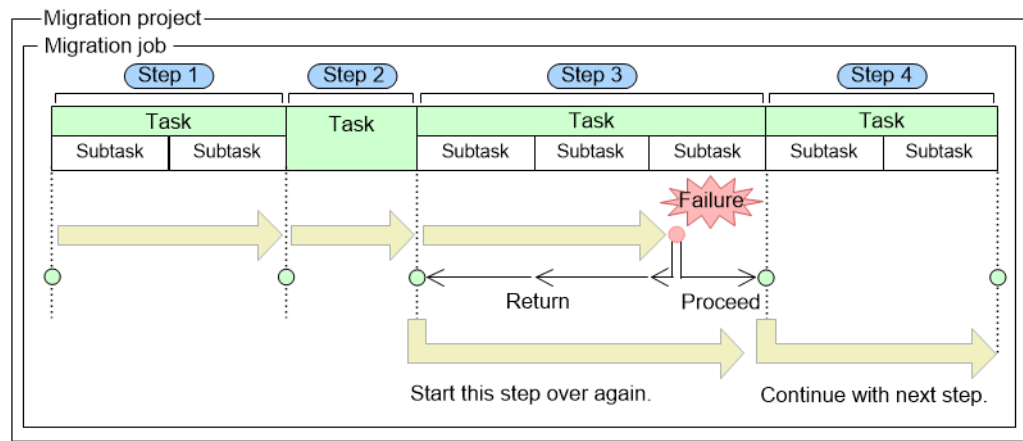 Migration project
Migration job
Step 1 Step 2 Step 3 Step 4
Task Task Task Task
Subtask Subtask Subtask Subtask Subtask Subtask Subtask
Failure
Return Proceed
Start this step over again. Continue with next step.